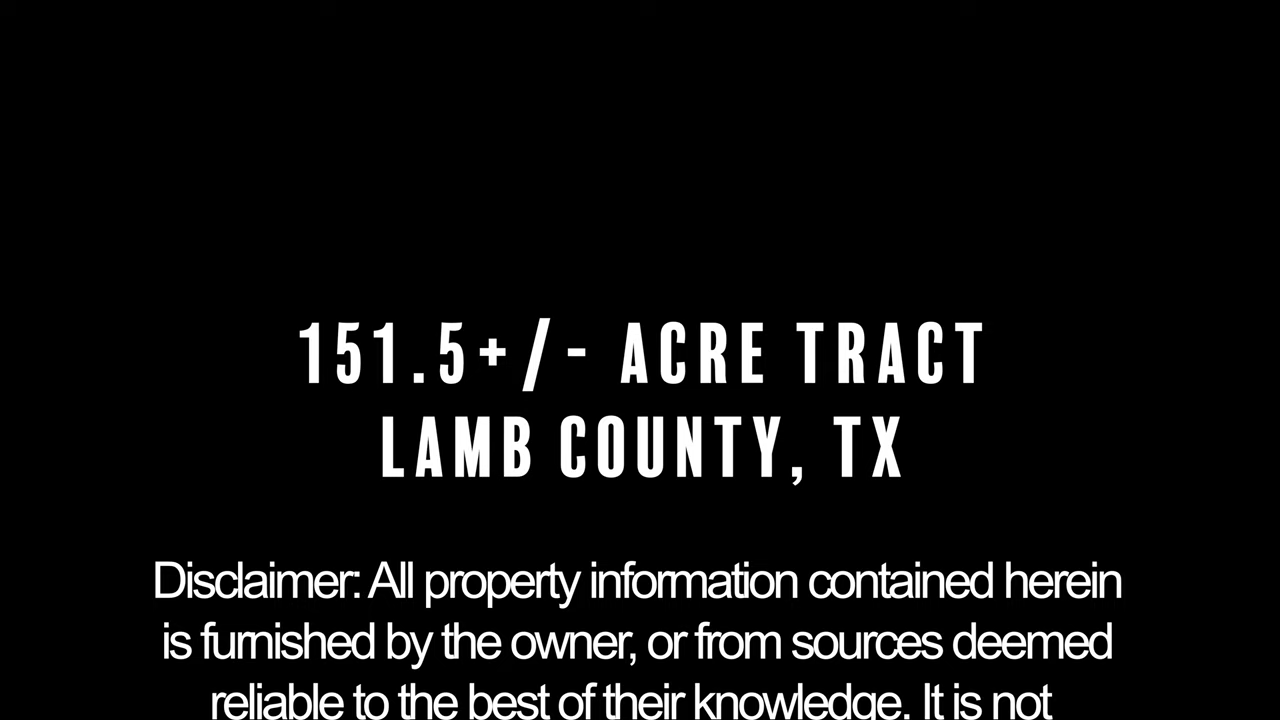 151.5+/- ACRE TRACT
LAMB COUNTY, TX
Disclaimer: All property information contained herein
is furnished by the owner, or from sources deemed
reliable to the best of their knowledge. It is not